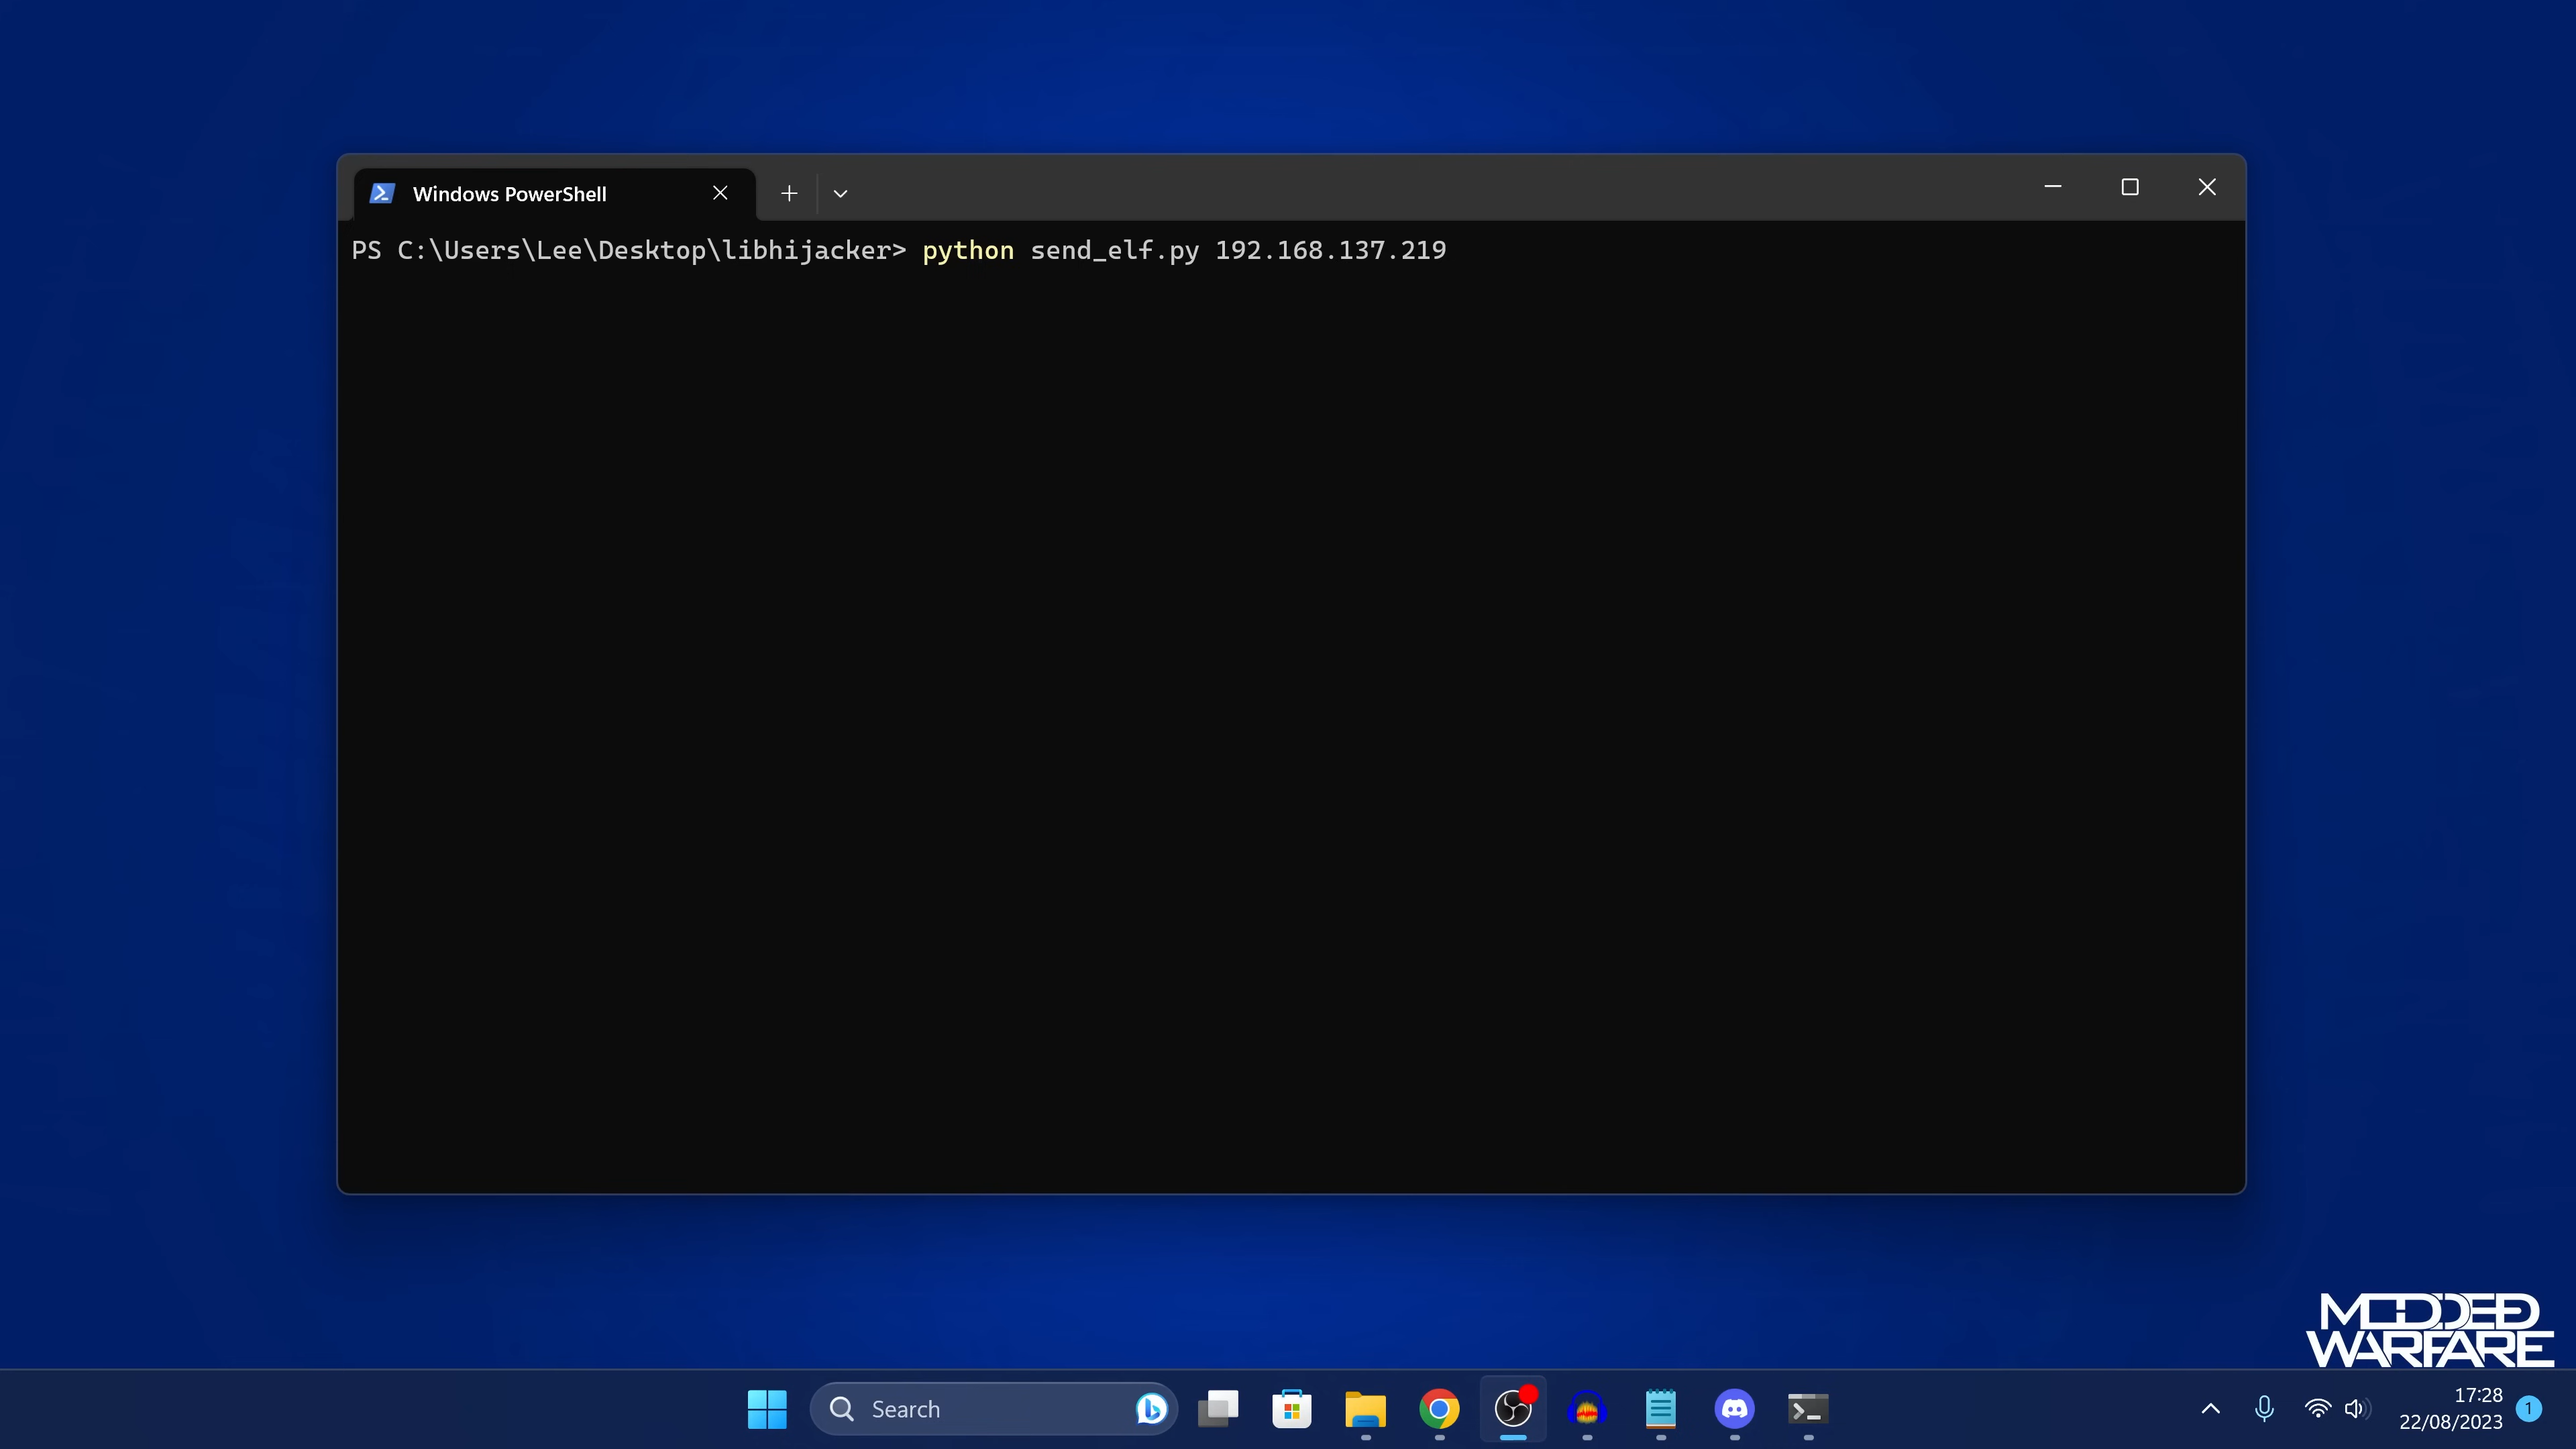 Windows PowerShell
PS C:\Users\Lee\Desktop\libhijacker> python send_elf.py 192.168.137.219
MODDED
WARFARE
Search
17:28
22/08/2023
1